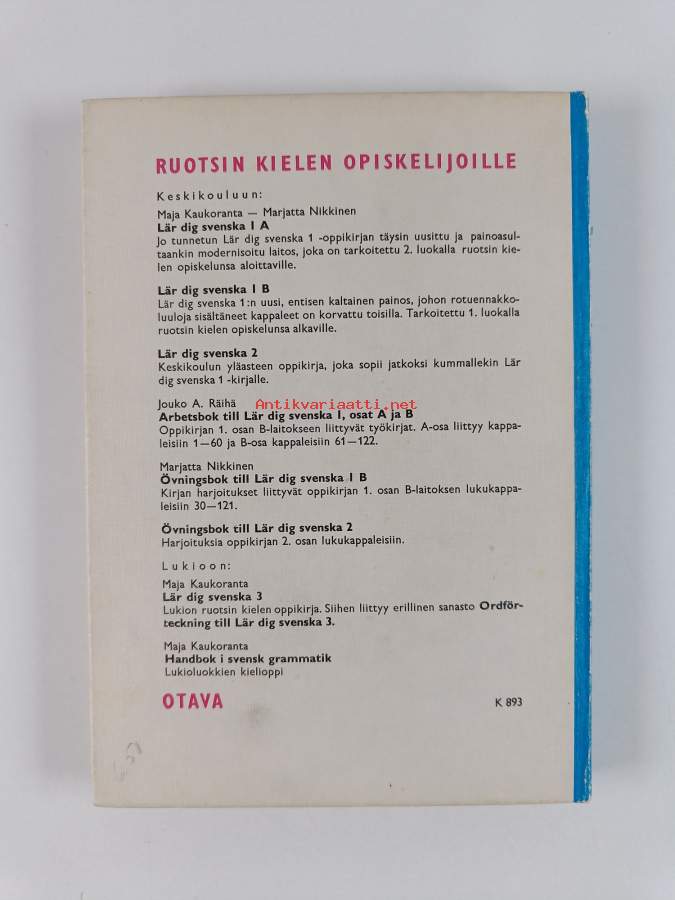 RUOTSIN KIELEN OPISKELIJOILLE
Keskikouluun:
Maja Kaukoranta — Marjatta Nikkinen
Lär dig svenska 1 A
Jo tunnetun Lär dig svenska 1 -oppikirjan täysin uusittu ja painoasul-
taankin modernisoitu laitos, joka on tarkoitettu 2. luokalla ruotsin kie-
len opiskelunsa aloittaville.
Lär dig svenska 1 B
Lär dig svenska 1:n uusi, entisen kaltainen painos, johon rotuennakko-
luuloja sisältäneet kappaleet on korvattu toisilla. Tarkoitettu 1. luokalla
ruotsin kielen opiskelunsa alkaville.
Lär dig svenska 2
Keskikoulun yläasteen oppikirja, joka sopii jatkoksi kummallekin Lär
dig svenska 1 -kirjalle.
Jouko A. Räihä
Antikvariaatti.net
Arbetsbok till Lär dig svenska 1, osat A ja B
Oppikirjan 1. osan B-laitokseen liittyvät työkirjat. A-osa liittyy kappa-
leisiin 1—60 ja B-osa kappaleisiin 61—122.
Marjatta Nikkinen
Övningsbok till Lär dig svenska 1 B
Kirjan harjoitukset liittyvät oppikirjan 1. osan B-laitoksen lukukappa-
leisiin 30—121.
Övningsbok till Lär dig svenska 2
Harjoituksia oppikirjan 2. osan lukukappaleisiin.
Lukioon:
Maja Kaukoranta
Lär dig svenska 3
Lukion ruotsin kielen oppikirja. Siihen liittyy erillinen sanasto Ordför-
teckning till Lär dig svenska 3.
Maja Kaukoranta
Handbok i svensk grammatik
Lukioluokkien kielioppi
OTAVA
K 893